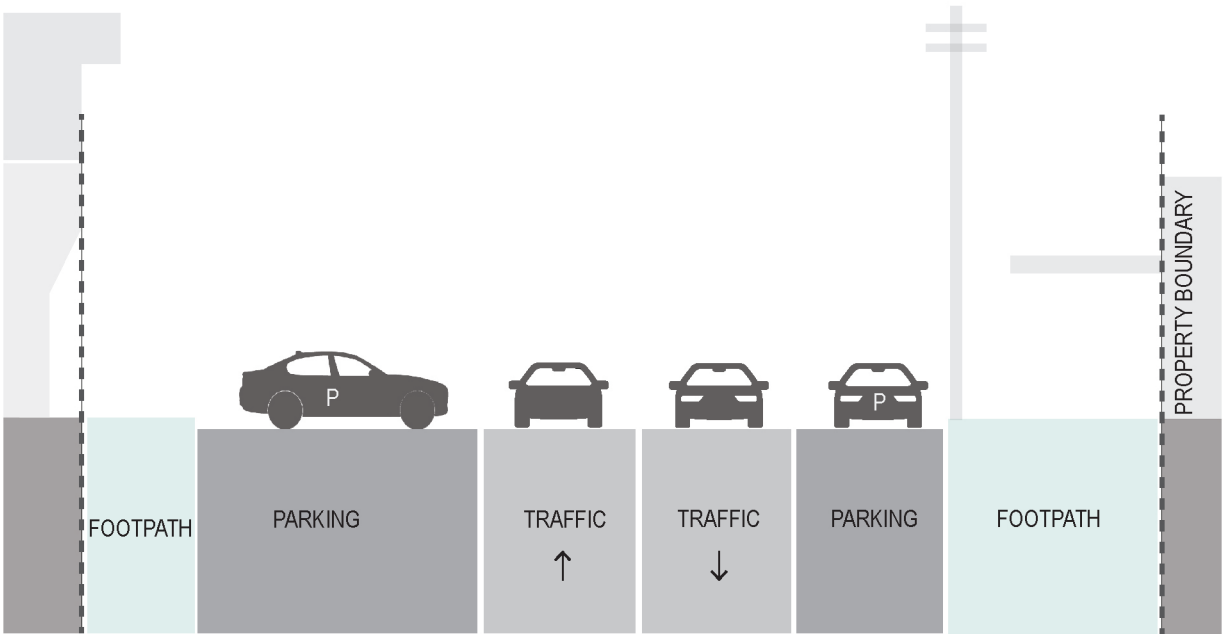 PROPERTY BOUNDARY
P
P
FOOTPATH
PARKING
TRAFFIC
TRAFFIC
PARKING
FOOTPATH